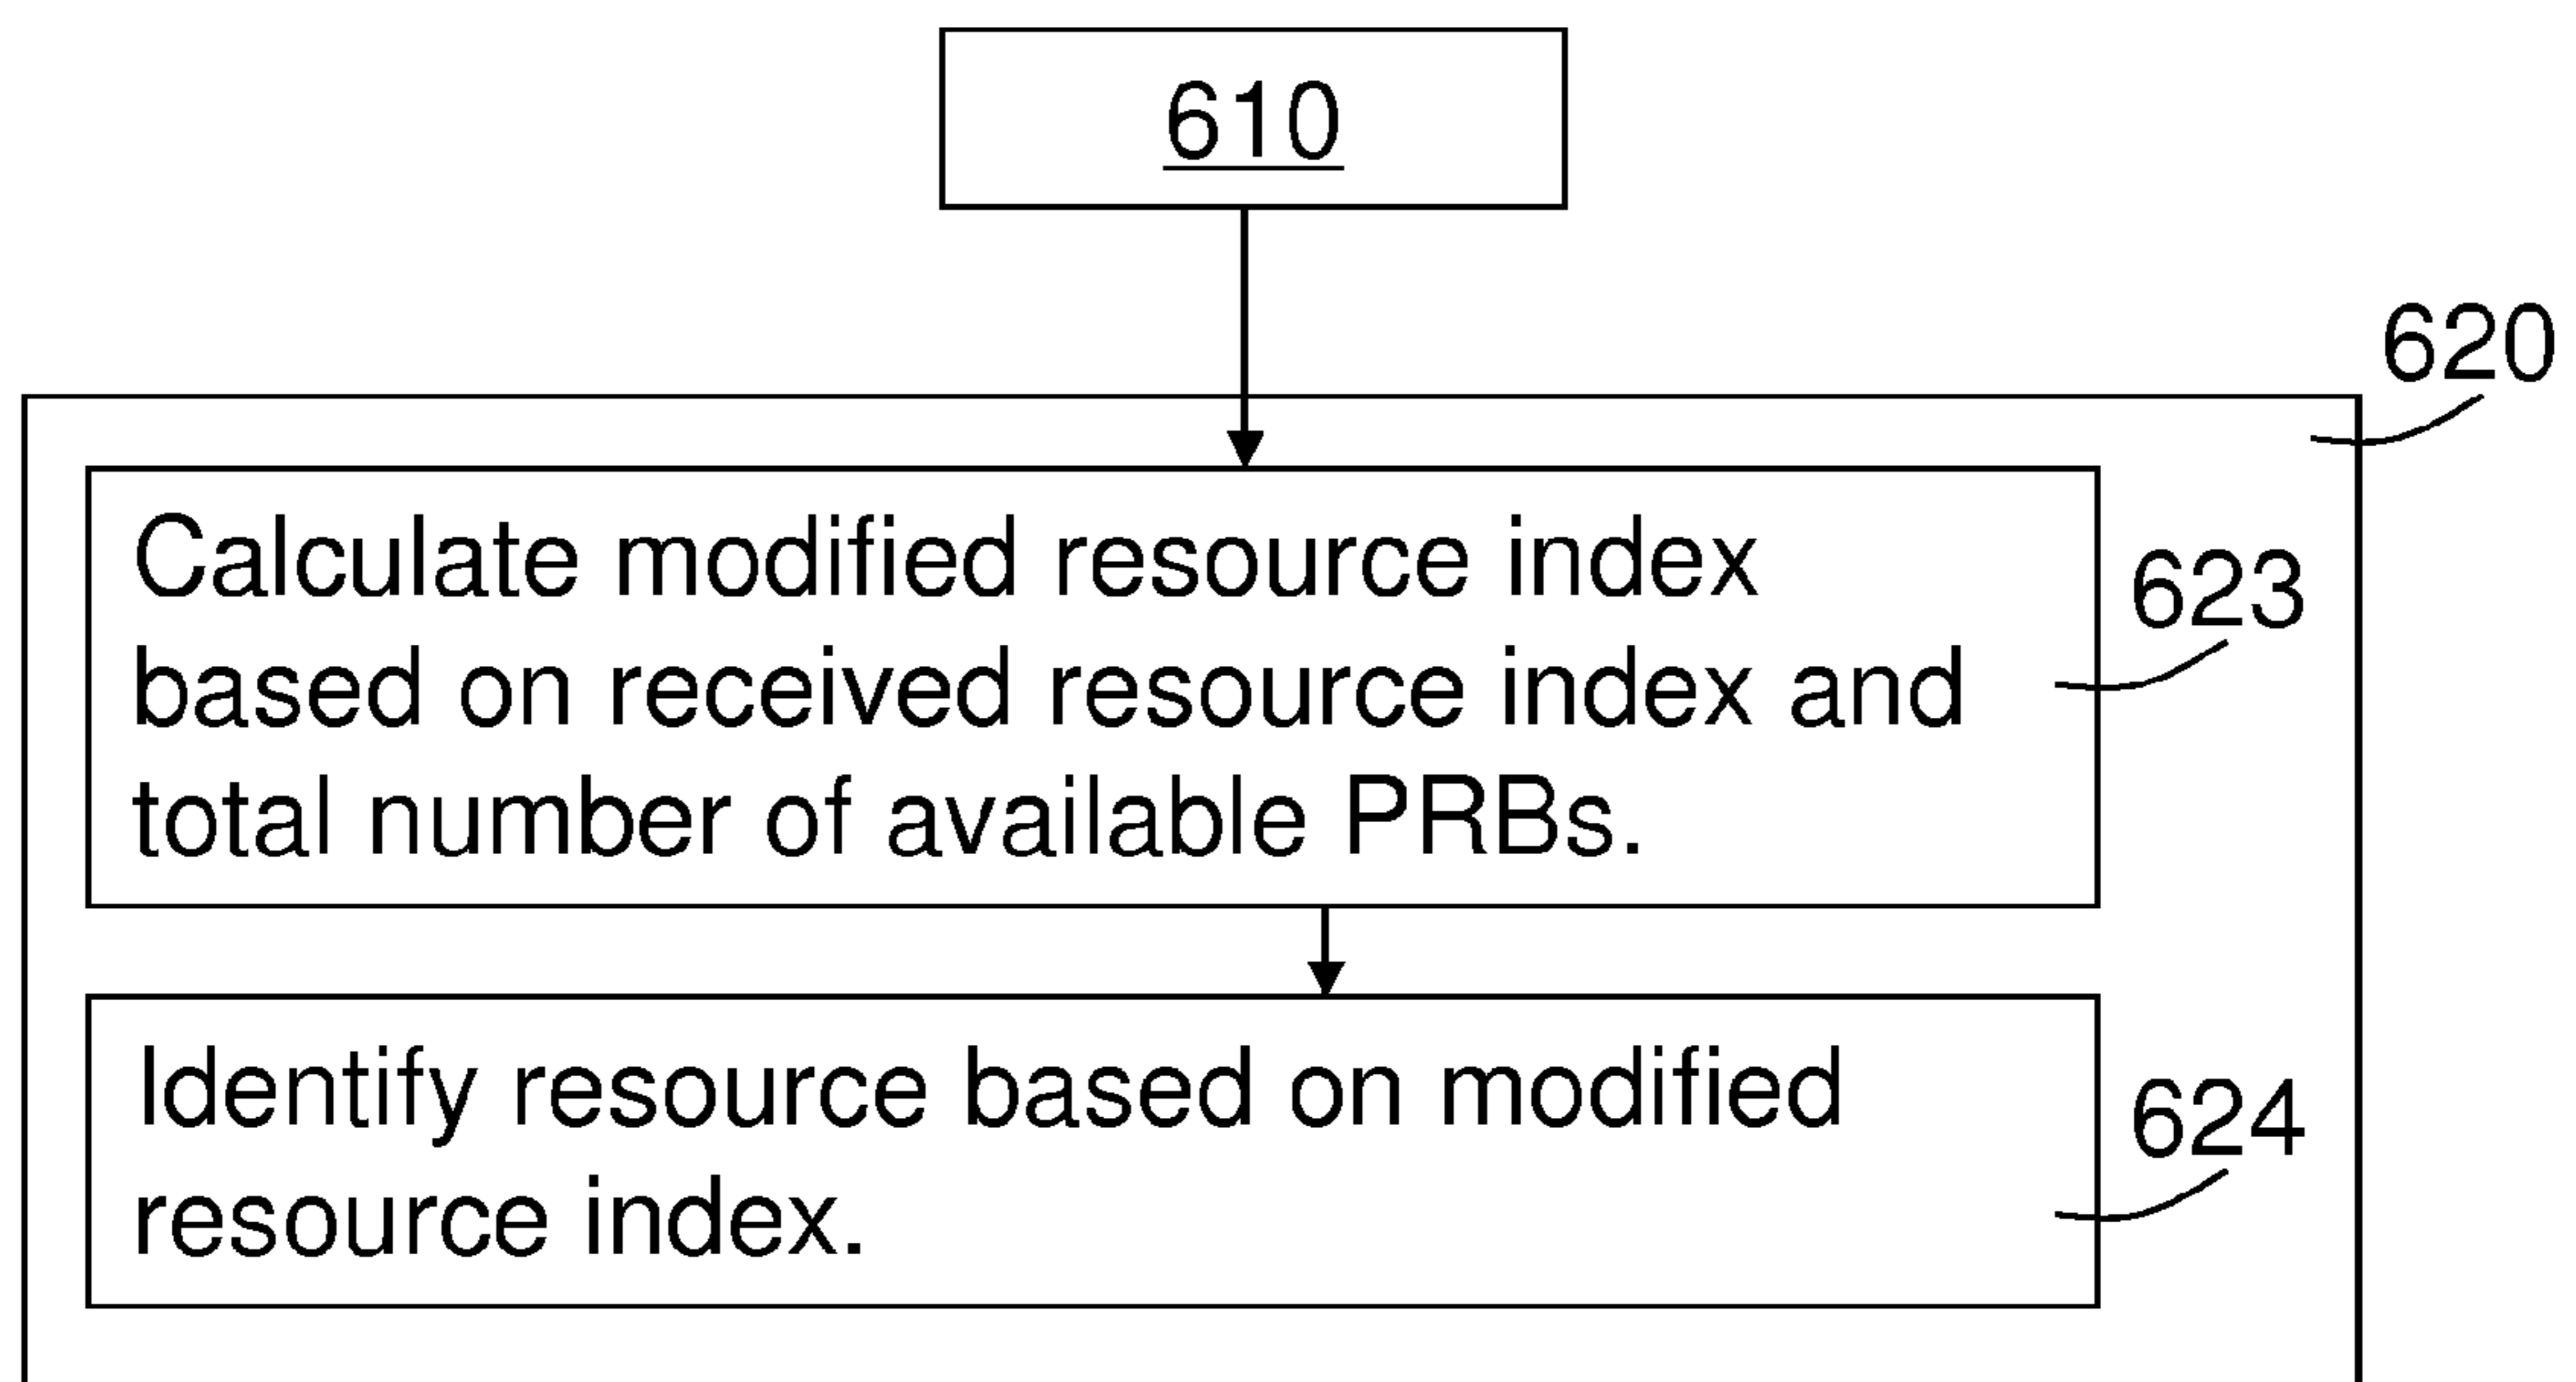 610
620
Calculate modified resource index
based on received resource index and
total number of available PRBs.
623
Identify resource based on modified
resource index.
624